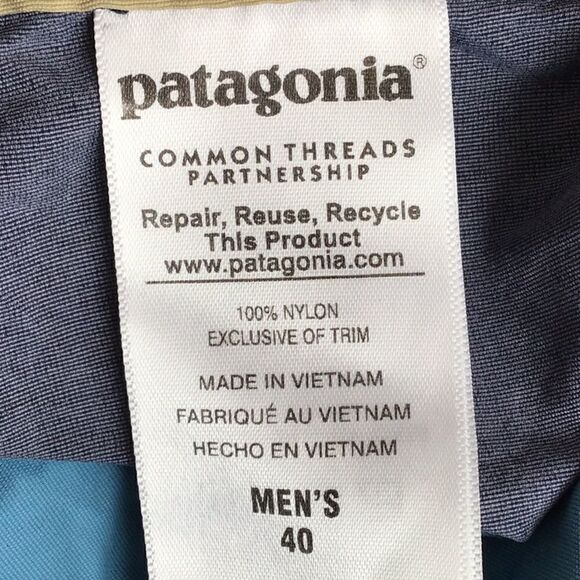 patagonia®
COMMON THREADS
PARTNERSHIP
Repair, Reuse, Recycle
This Product
www.patagonia.com
100% NYLON
EXCLUSIVE OF TRIM
MADE IN VIETNAM
FABRIQUÉ AU VIETNAM
HECHO EN VIETNAM
MEN'S
40